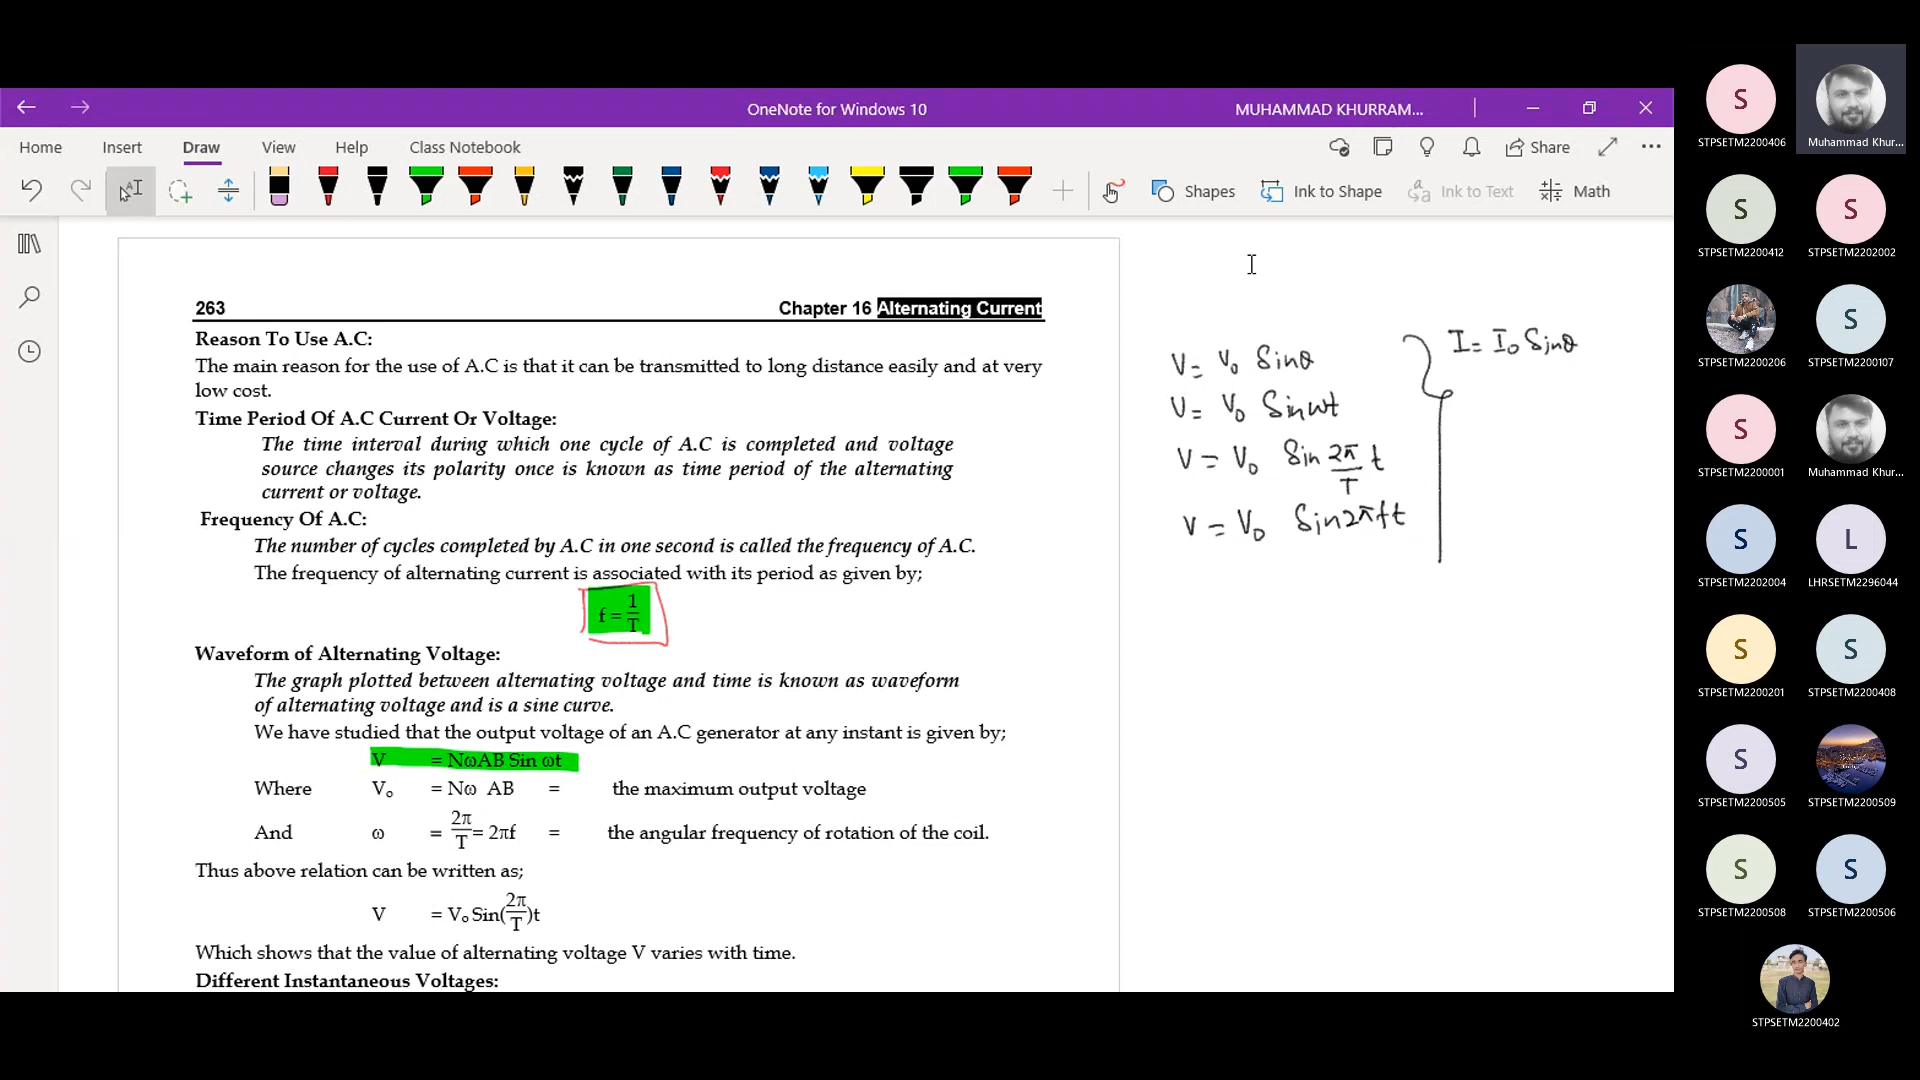 OneNote for Windows 10
MUHAMMAD KHURRAM...
Home Insert Draw View Help Class Notebook
Share
Shapes Ink to Shape Ink to Text Math
263 Chapter 16 Alternating Current
Reason To Use A.C:
The main reason for the use of A.C is that it can be transmitted to long distance easily and at very
low cost.
Time Period Of A.C Current Or Voltage:
The time interval during which one cycle of A.C is completed and voltage
source changes its polarity once is known as time period of the alternating
current or voltage.
Frequency Of A.C:
The number of cycles completed by A.C in one second is called the frequency of A.C.
The frequency of alternating current is associated with its period as given by;
f = 1/T
Waveform of Alternating Voltage:
The graph plotted between alternating voltage and time is known as waveform
of alternating voltage and is a sine curve.
We have studied that the output voltage of an A.C generator at any instant is given by;
V = NωAB Sin ωt
Where V₀ = Nω AB = the maximum output voltage
And ω = 2π/T = 2πf = the angular frequency of rotation of the coil.
Thus above relation can be written as;
V = V₀ Sin(2π/T)t
Which shows that the value of alternating voltage V varies with time.
Different Instantaneous Voltages:
V = V₀ Sinθ
V = V₀ Sinωt
V = V₀ Sin 2π/T t
V = V₀ Sin2πft
I = I₀ Sinθ
S
STPSETM2200406
Muhammad Khur...
S
STPSETM2200412
S
STPSETM2202002
STPSETM2200206
S
STPSETM2200107
S
STPSETM2200001
Muhammad Khur...
S
STPSETM2202004
L
LHRSETM2296044
S
STPSETM2200201
S
STPSETM2200408
S
STPSETM2200505
STPSETM2200509
S
STPSETM2200508
S
STPSETM2200506
STPSETM2200402